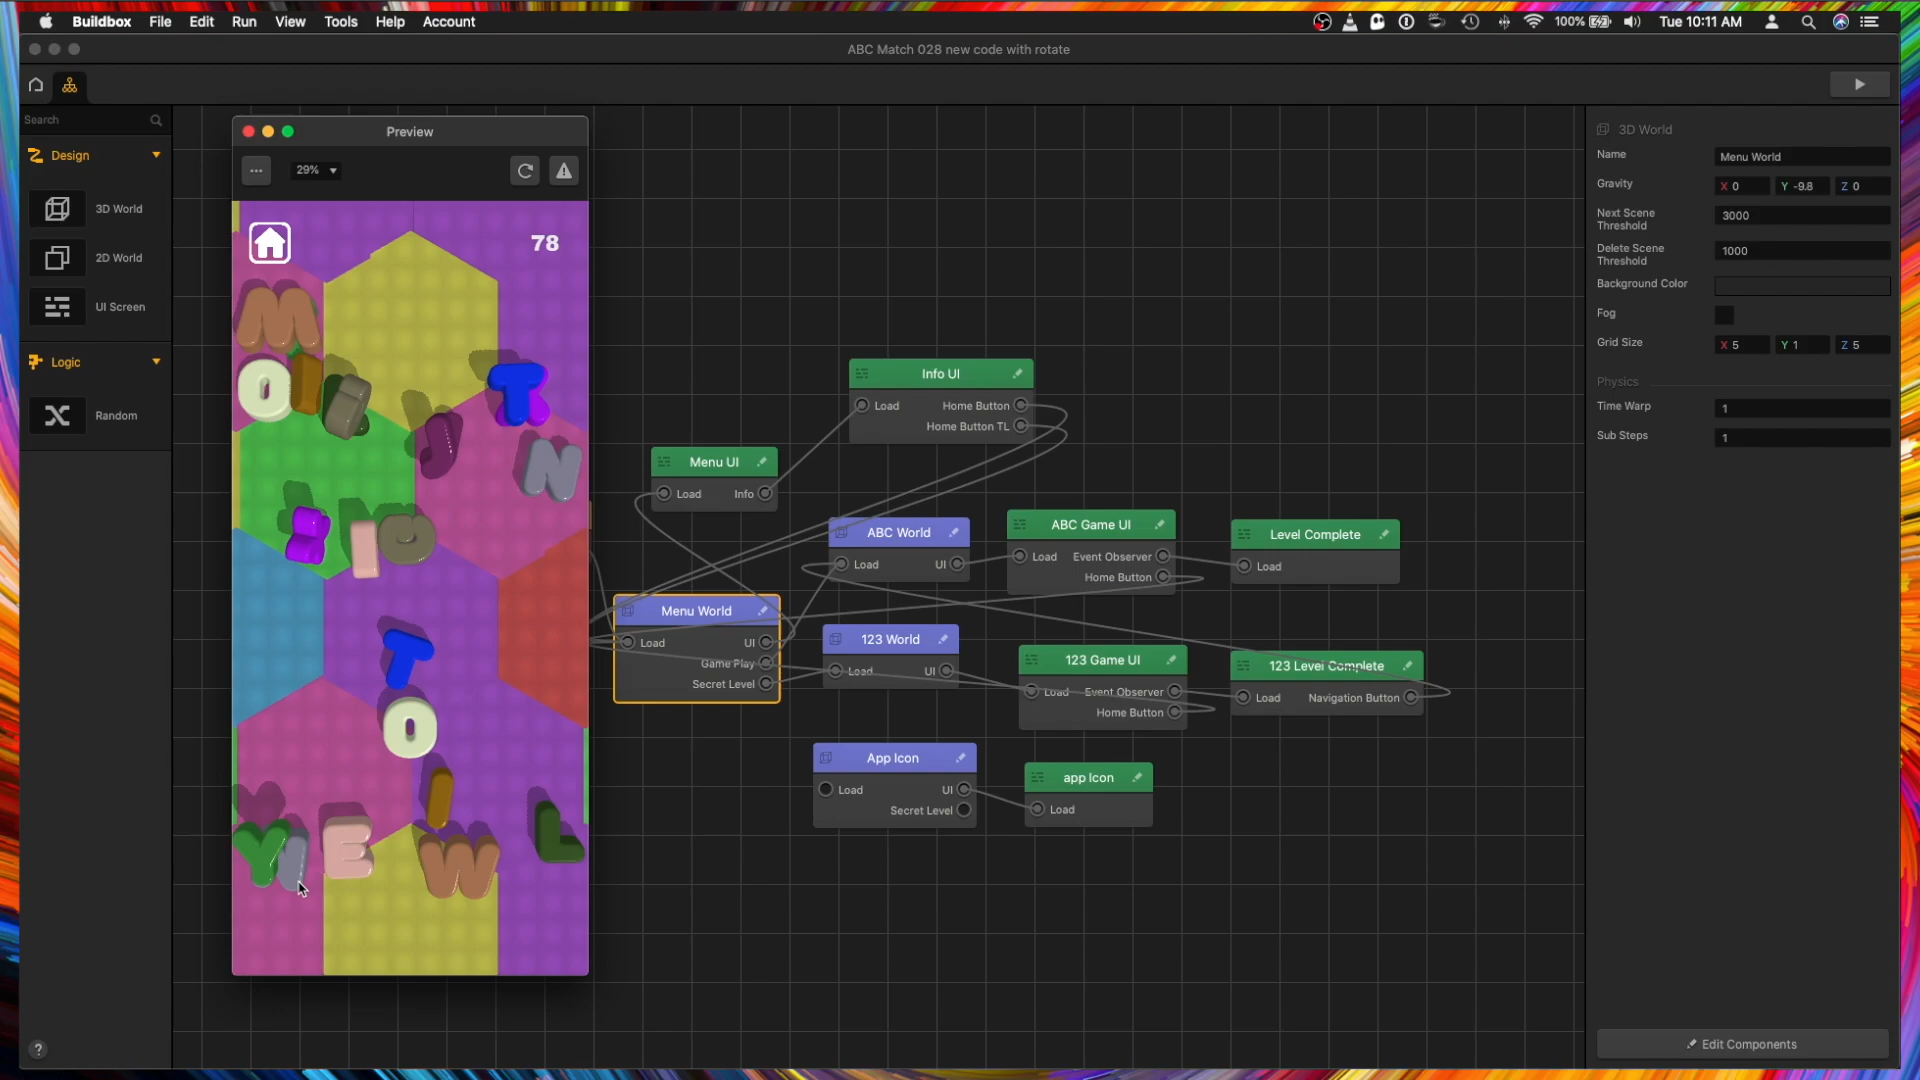 Buildbox File Edit Run View Tools Help Account
100% Tue 10:11 AM
ABC Match 028 new code with rotate
Search
Design
3D World
2D World
UI Screen
Logic
Random
?
Preview
29%
78
M
O
T
J
N
T
O
Y
E
W
L
Info UI
Load Home Button
Home Button TL
Menu UI
Load Info
ABC World
Load UI
ABC Game UI
Load Event Observer
Home Button
Level Complete
Load
Menu World
Load UI
Game Play
Secret Level
123 World
Load UI
123 Game UI
Load Event Observer
Home Button
123 Level Complete
Load Navigation Button
App Icon
Load UI
Secret Level
app Icon
Load
3D World
Name Menu World
Gravity X 0 Y -9.8 Z 0
Next Scene Threshold 3000
Delete Scene Threshold 1000
Background Color
Fog
Grid Size X 5 Y 1 Z 5
Physics
Time Warp 1
Sub Steps 1
Edit Components